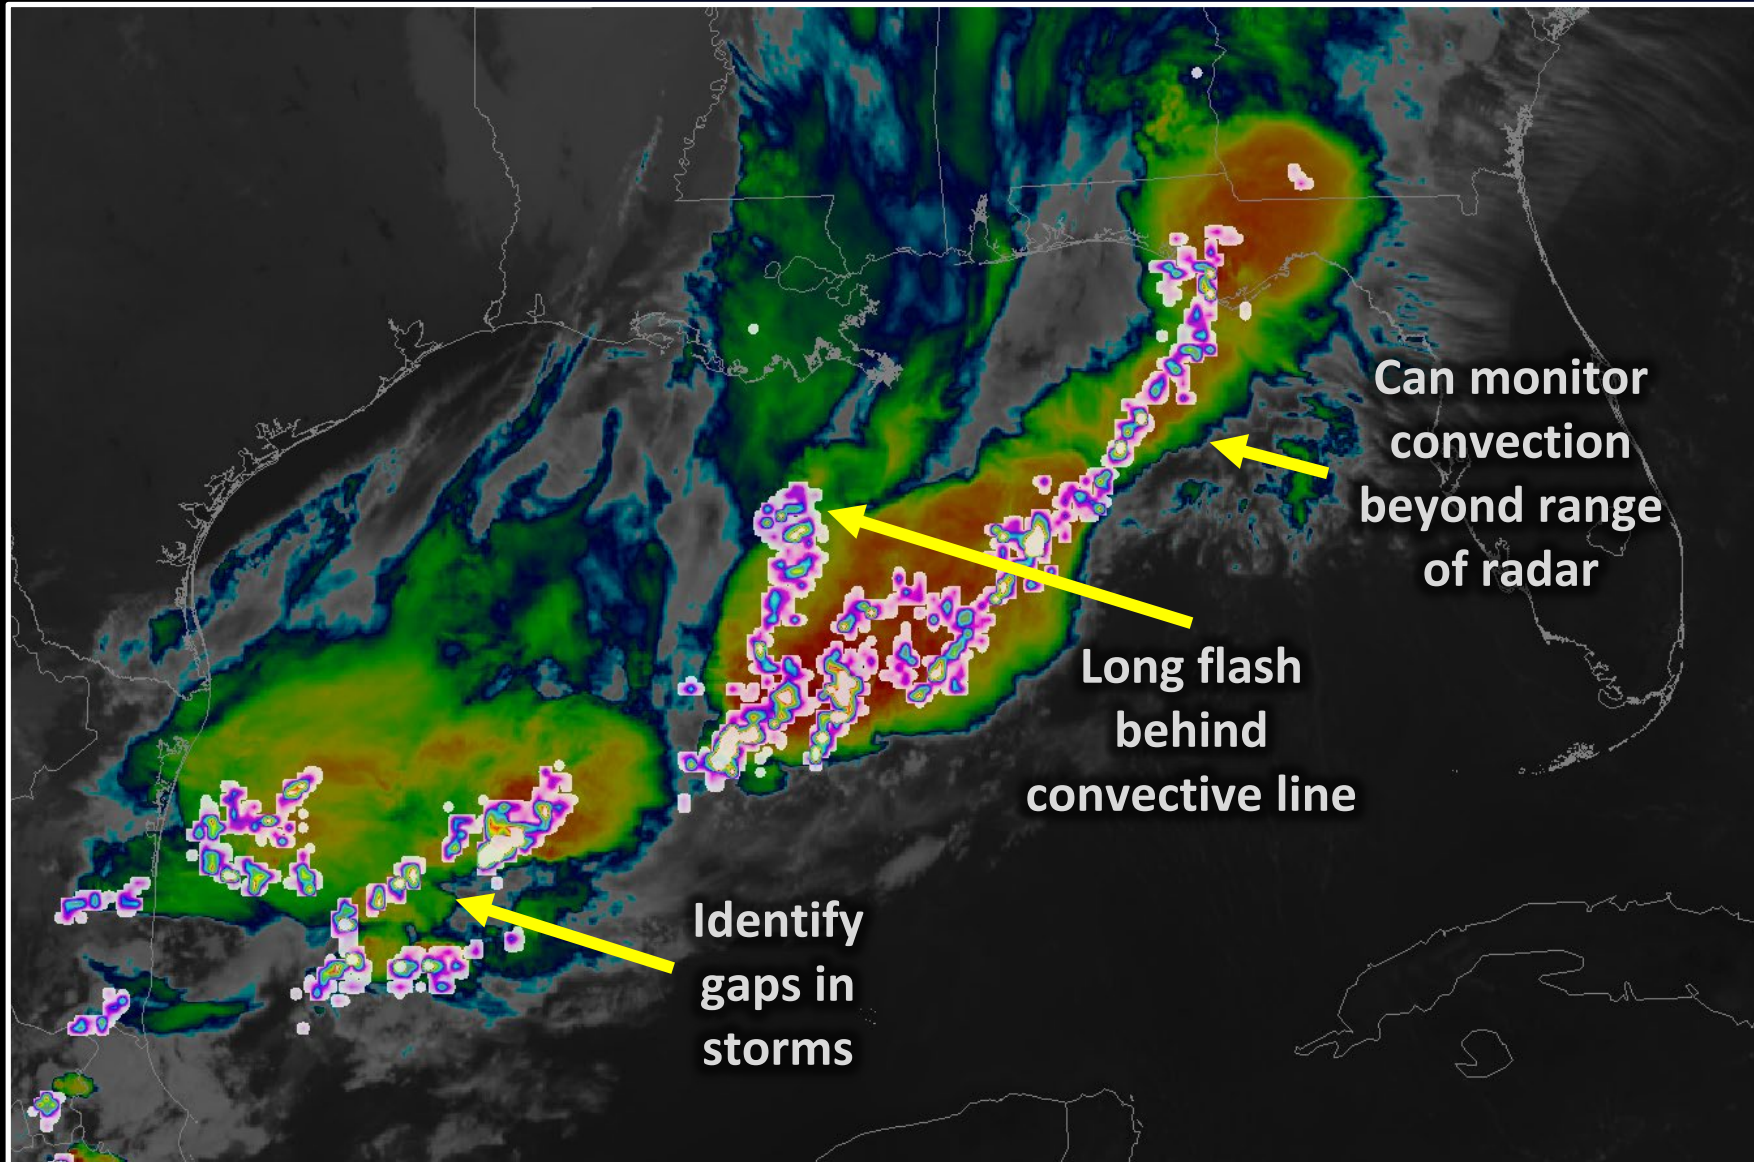 Can monitor
convection
beyond range
of radar
Long flash
behind
convective line
Identify
gaps in
storms